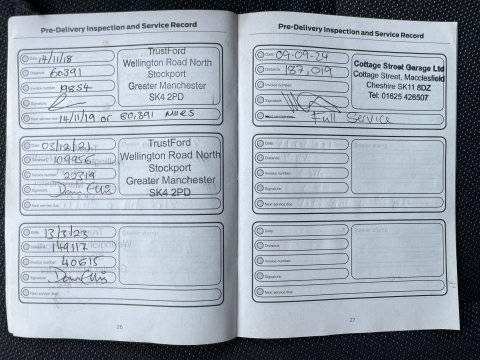 Pre-Delivery Inspection and Service Record
Date: 14/11/18
Distance: 60391
Invoice number: 19854
Signature:
Next service due: 14/11/19 or 80,391 MILES
TrustFord
Wellington Road North
Stockport
Greater Manchester
SK4 2PD
Date: 03/12/21
Distance: 109956
Invoice number: 22319
Signature:
Next service due:
TrustFord
Wellington Road North
Stockport
Greater Manchester
SK4 2PD
Date: 13/3/23
Distance: 149117
Invoice number: 40615
Signature:
Next service due:
Dealer stamp
26
Pre-Delivery Inspection and Service Record
Date: 09-09-24
Distance: 187,019
Invoice number:
Signature:
Next service due: Full Service
Cottage Street Garage Ltd
Cottage Street, Macclesfield
Cheshire SK11 8DZ
Tel: 01625 426507
Date:
Distance:
Invoice number:
Signature:
Next service due:
Dealer stamp
Date:
Distance:
Invoice number:
Signature:
Next service due:
Dealer stamp
27